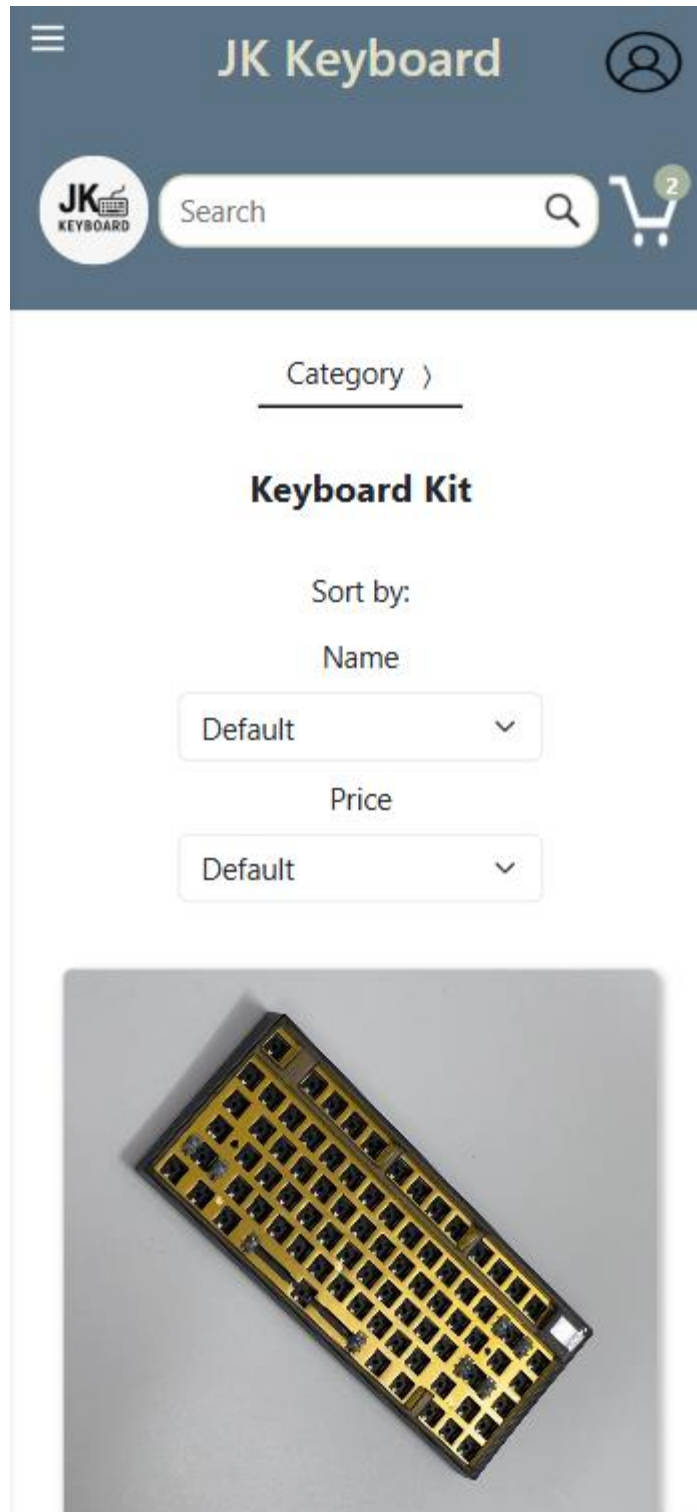 JK Keyboard
JK
KEYBOARD
Search
2
Category
Keyboard Kit
Sort by:
Name
Default
Price
Default